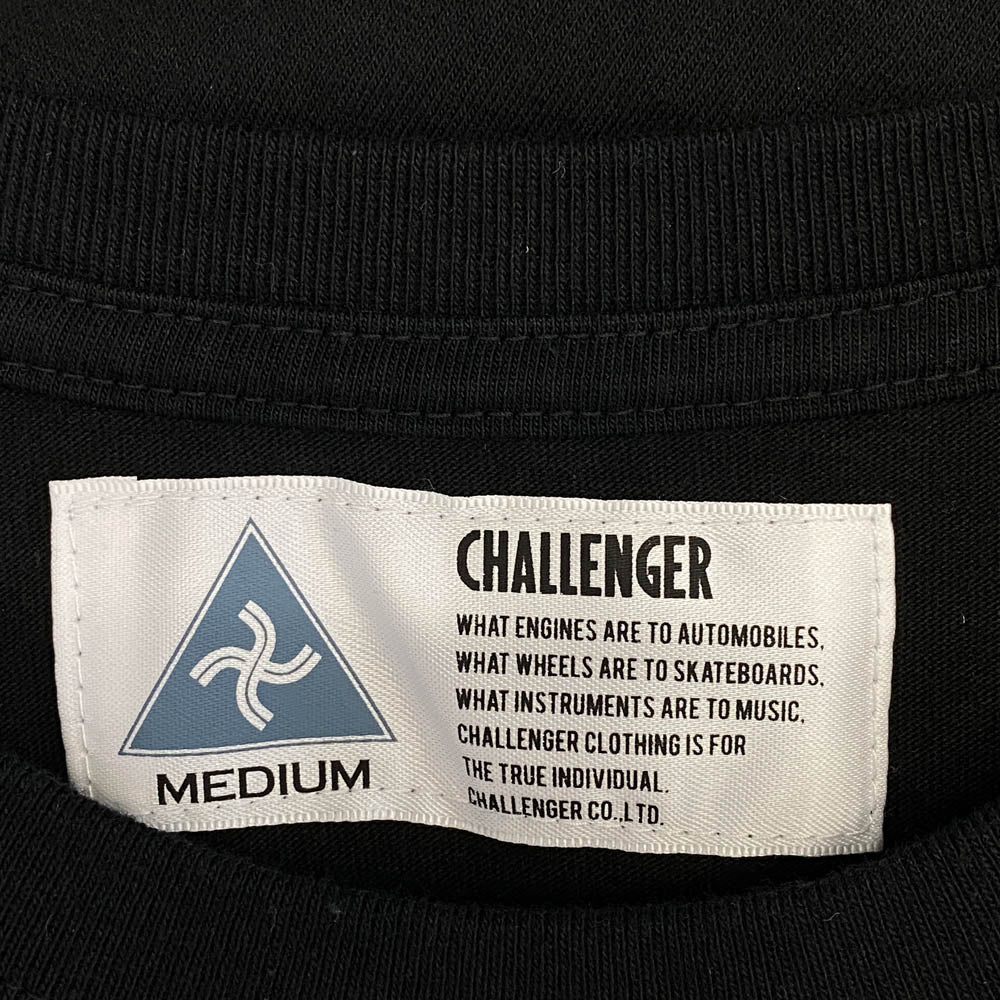 CHALLENGER
WHAT ENGINES ARE TO AUTOMOBILES,
WHAT WHEELS ARE TO SKATEBOARDS,
WHAT INSTRUMENTS ARE TO MUSIC,
CHALLENGER CLOTHING IS FOR
THE TRUE INDIVIDUAL.
CHALLENGER CO.,LTD.
MEDIUM